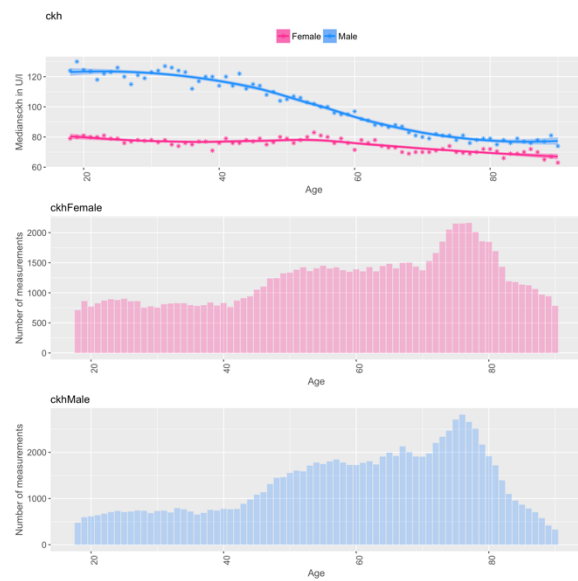 ckh
Female Male
120
100
80
60
Mediansckh in U/l
20 40 60 80
Age
ckhFemale
2000
1500
1000
500
0
Number of measurements
20 40 60 80
Age
ckhMale
2000
1000
0
Number of measurements
20 40 60 80
Age